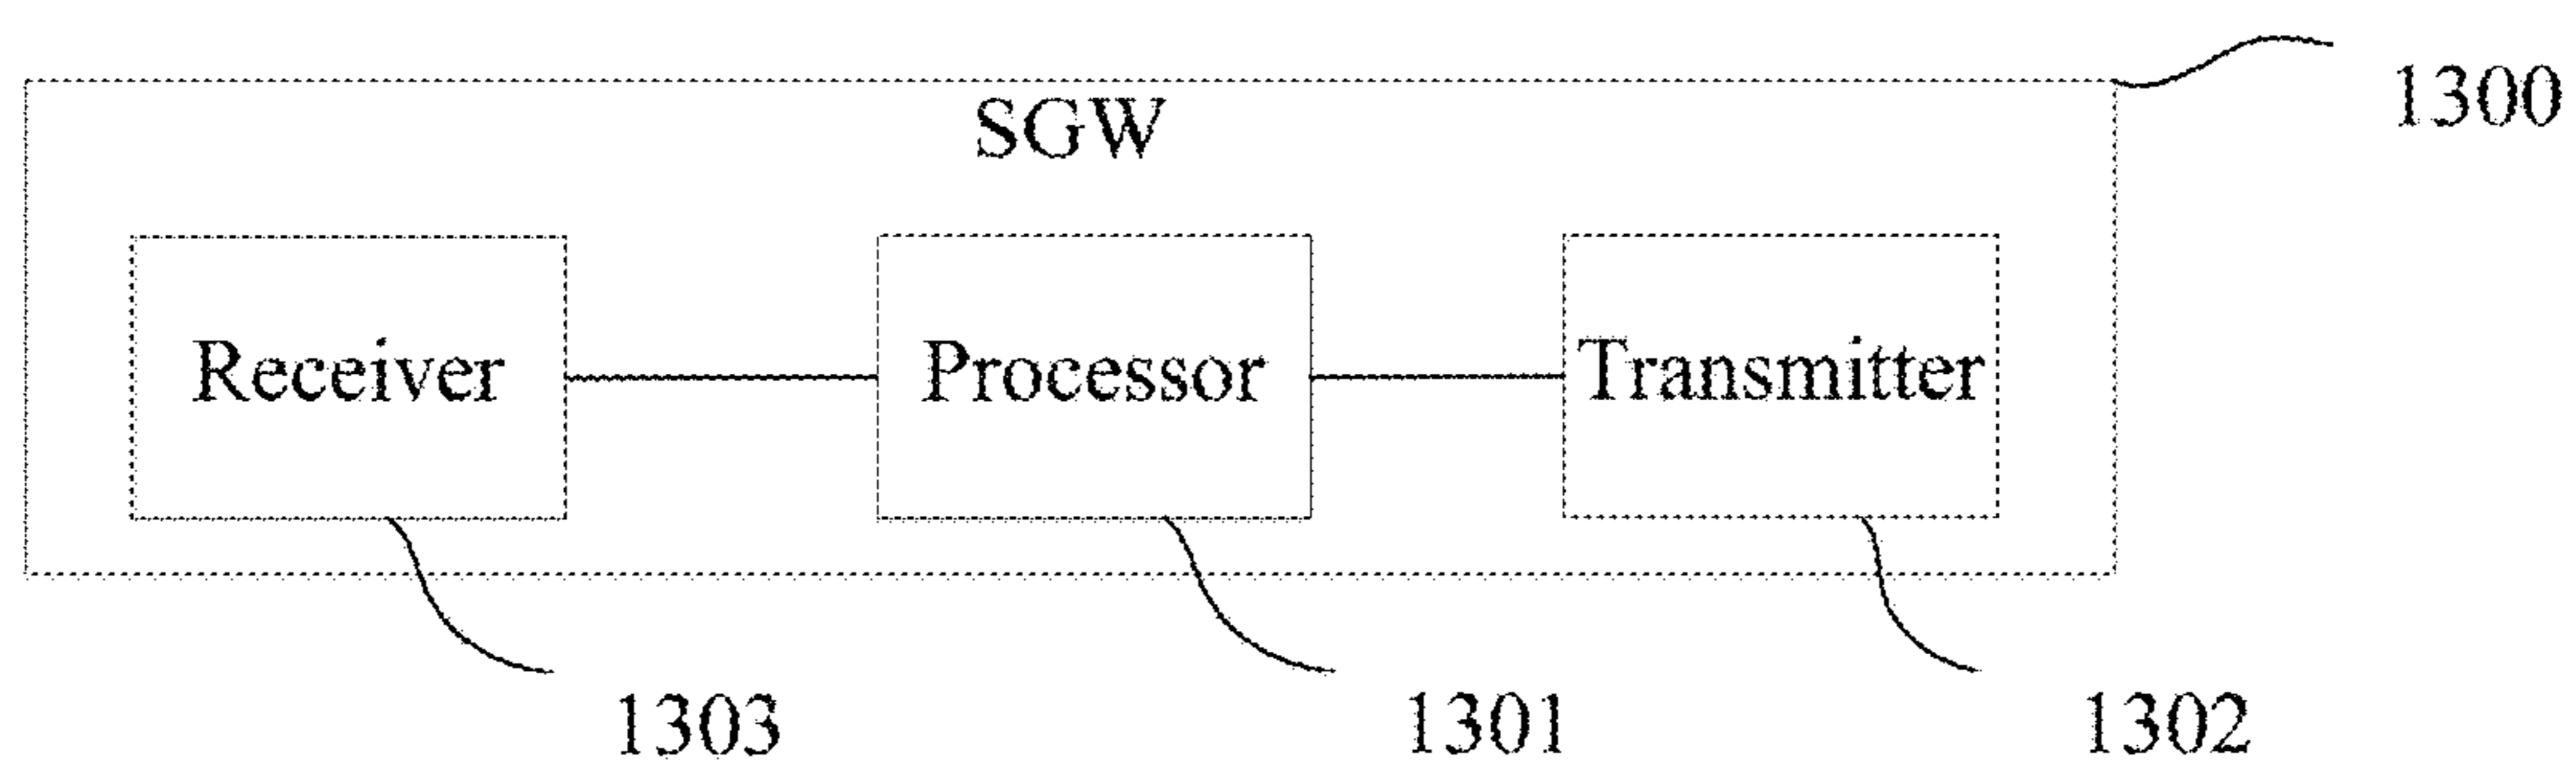 1300
SGW
Receiver Processor Transmitter
1303 1301 1302